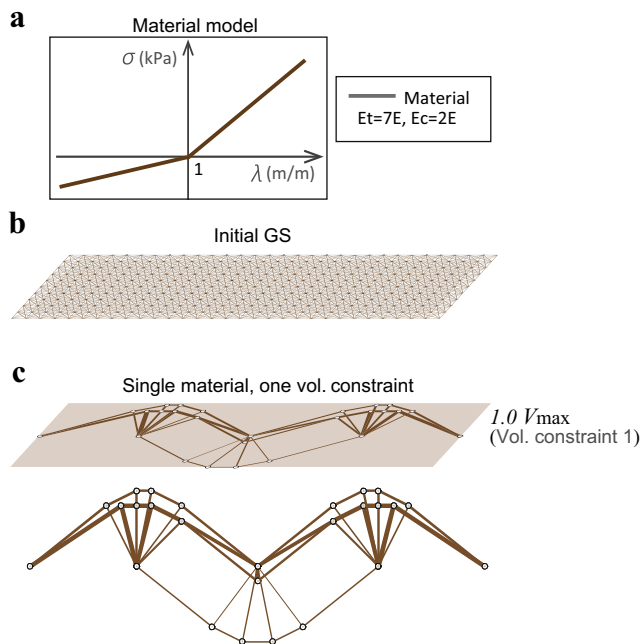 a
Material model
σ (kPa)
1
λ (m/m)
Material
Et=7E, Ec=2E
b
Initial GS
c
Single material, one vol. constraint
1.0 Vmax
(Vol. constraint 1)